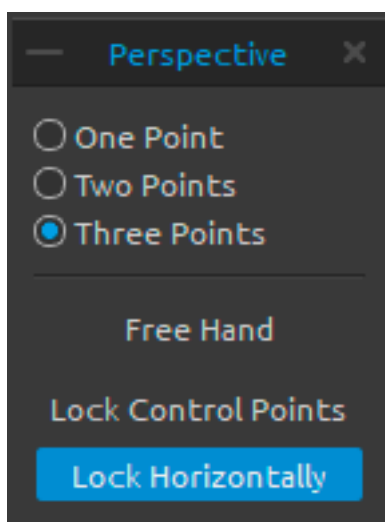 Perspective
One Point
Two Points
Three Points
Free Hand
Lock Control Points
Lock Horizontally